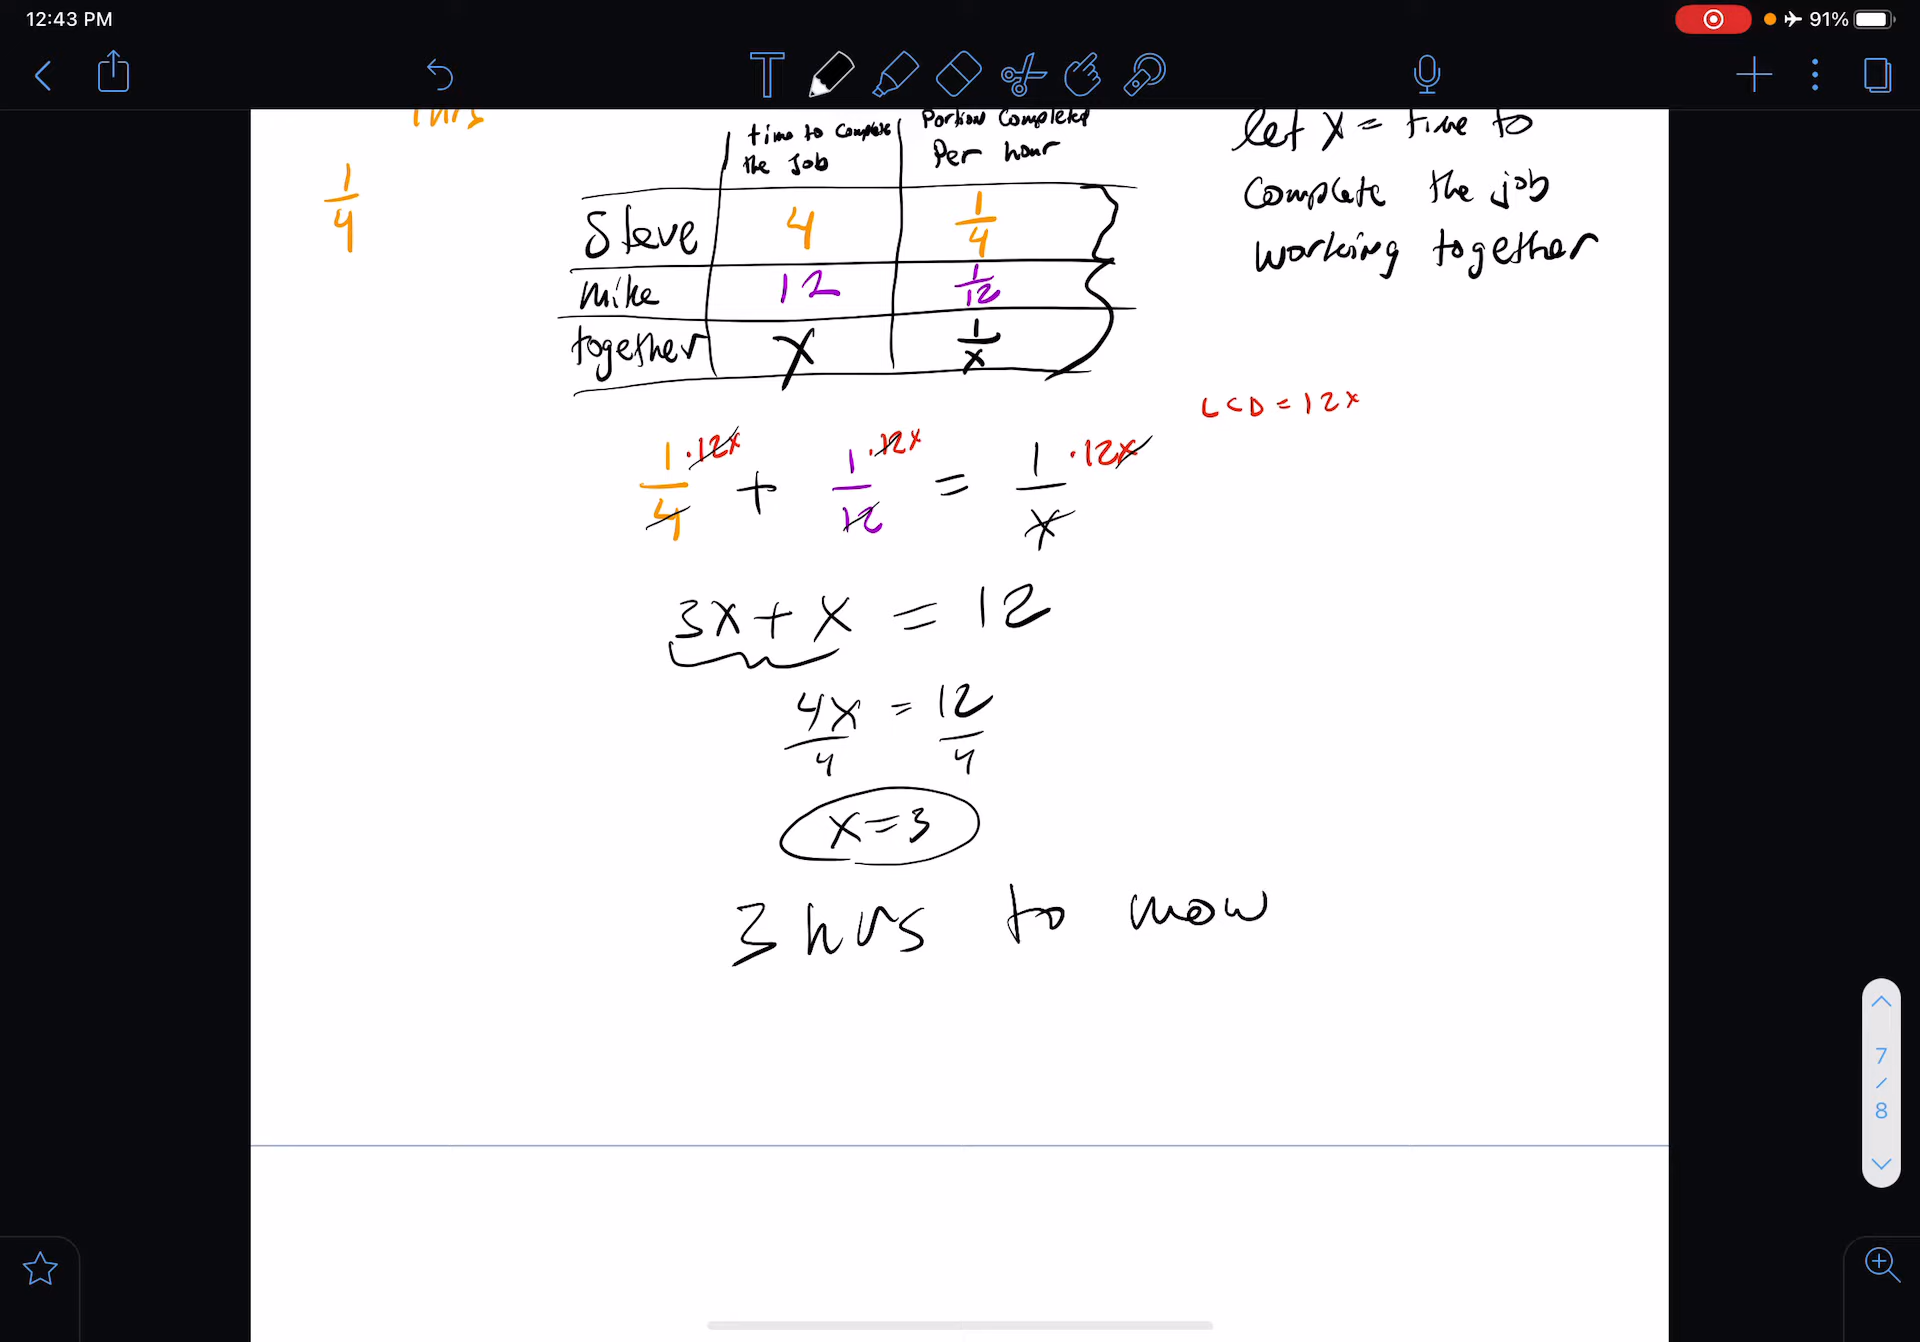 12:43 PM
91%
1 hrs
time to complete
the Job
Portion Completed
Per hour
let x = time to
complete the job
working together
1/4
Steve 4 1/4
mike 12 1/12
together x 1/x
LCD = 12x
1/4 · 12x + 1/12 · 12x = 1/x · 12x
3x + x = 12
4x/4 = 12/4
x = 3
3 hrs to mow
7
/
8